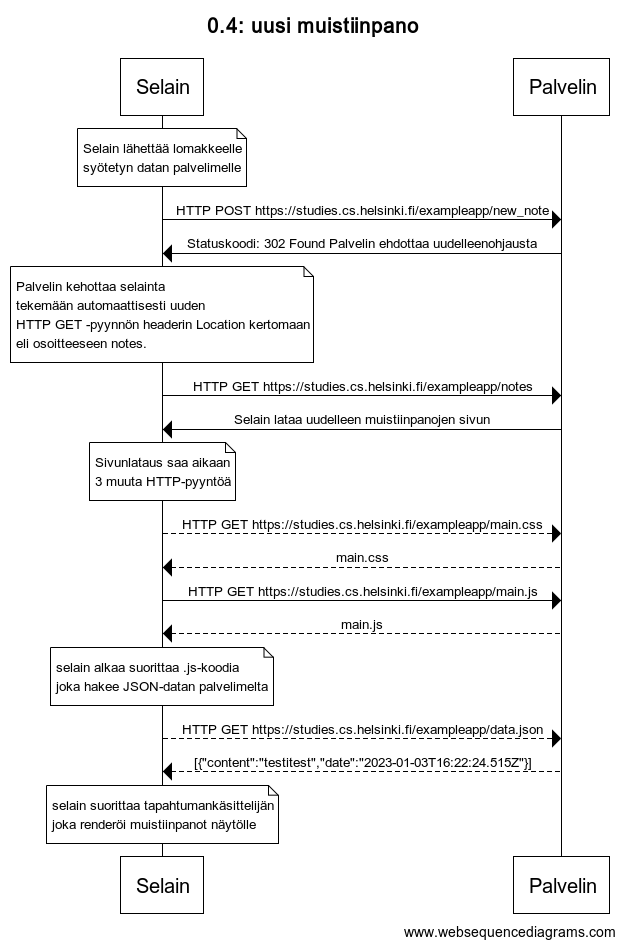 0.4: uusi muistiinpano
Selain
Palvelin
Selain lähettää lomakkeelle
syötetyn datan palvelimelle
HTTP POST https://studies.cs.helsinki.fi/exampleapp/new_note
Statuskoodi: 302 Found Palvelin ehdottaa uudelleenohjausta
Palvelin kehottaa selainta
tekemään automaattisesti uuden
HTTP GET -pyynnön headerin Location kertomaan
eli osoitteeseen notes.
HTTP GET https://studies.cs.helsinki.fi/exampleapp/notes
Selain lataa uudelleen muistiinpanojen sivun
Sivunlataus saa aikaan
3 muuta HTTP-pyyntöä
HTTP GET https://studies.cs.helsinki.fi/exampleapp/main.css
main.css
HTTP GET https://studies.cs.helsinki.fi/exampleapp/main.js
main.js
selain alkaa suorittaa .js-koodia
joka hakee JSON-datan palvelimelta
HTTP GET https://studies.cs.helsinki.fi/exampleapp/data.json
[{"content":"testitest","date":"2023-01-03T16:22:24.515Z"}]
selain suorittaa tapahtumankäsittelijän
joka renderöi muistiinpanot näytölle
Selain
Palvelin
www.websequencediagrams.com